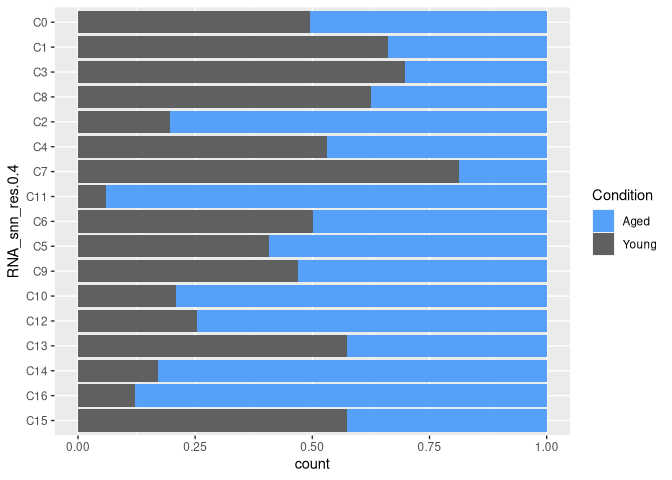 C0
C1
C3
C8
C2
C4
C7
C11
C6
C5
C9
C10
C12
C13
C14
C16
C15
RNA_snn_res.0.4
0.00 0.25 0.50 0.75 1.00
count
Condition
Aged
Young